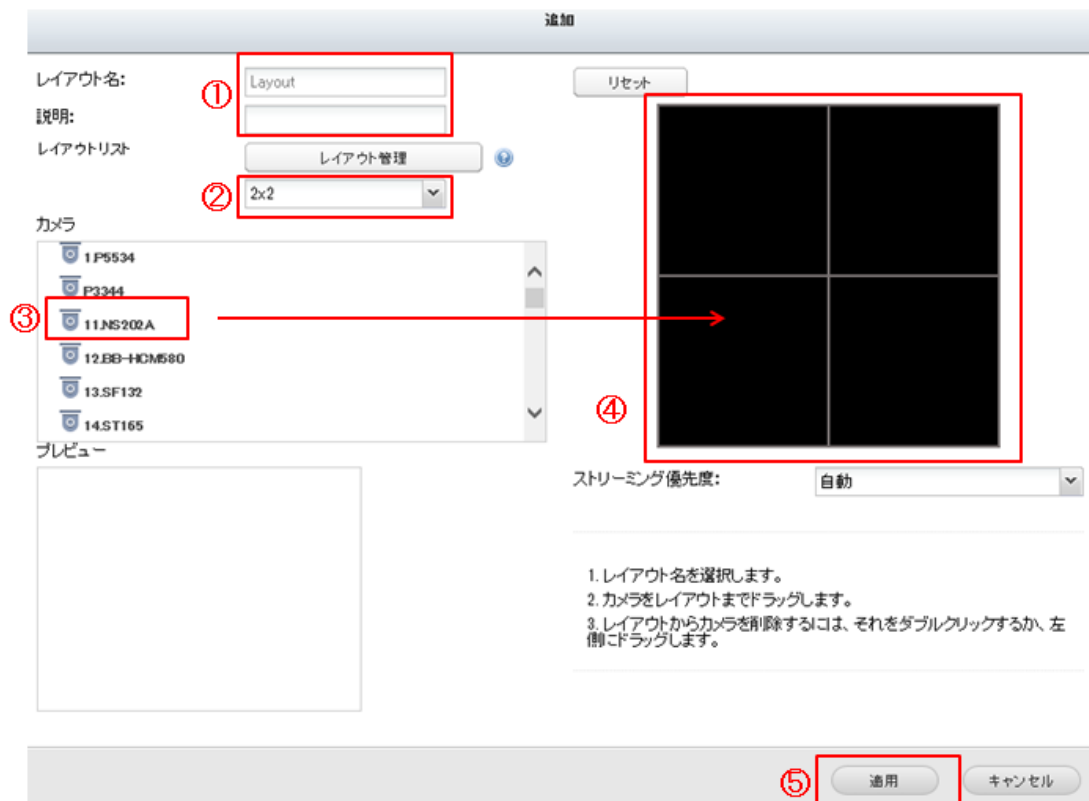 追加
レイアウト名:
① Layout
説明:
レイアウトリスト
レイアウト管理
② 2x2
カメラ
1.P5534
P3344
③ 11.NS202A
12.BB-HCM580
13.SF132
14.ST165
プレビュー
リセット
④
ストリーミング優先度:
自動
1. レイアウト名を選択します。
2. カメラをレイアウトまでドラッグします。
3. レイアウトからカメラを削除するには、それをダブルクリックするか、左
側にドラッグします。
⑤ 適用
キャンセル